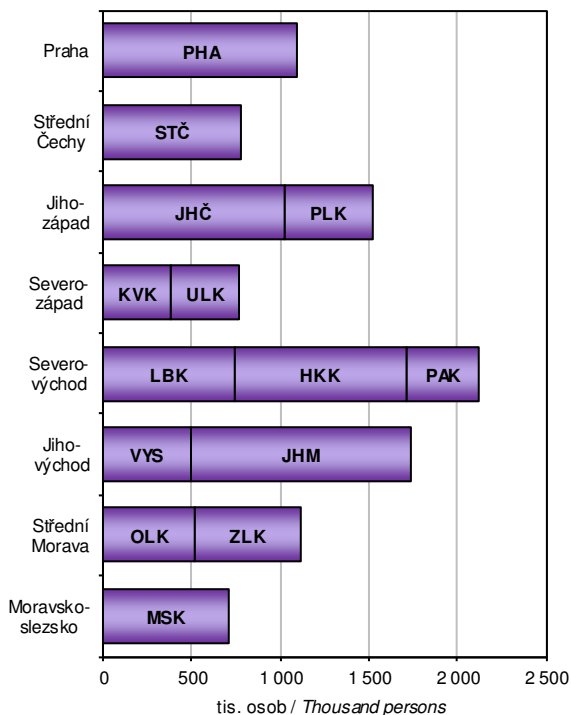 Praha
PHA
Střední
Čechy
STČ
Jiho-
západ
JHČ PLK
Severo-
západ
KVK ULK
Severo-
východ
LBK HKK PAK
Jiho-
východ
VYS JHM
Střední
Morava
OLK ZLK
Moravsko-
slezsko
MSK
0 500 1 000 1 500 2 000 2 500
tis. osob / Thousand persons